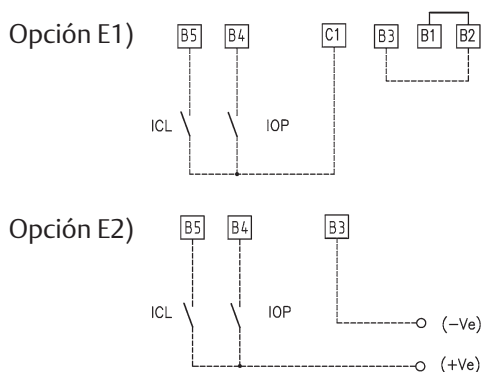 Opción E1) B5 B4 C1 B3 B1 B2
ICL IOP
Opción E2) B5 B4 B3
ICL IOP
(-Ve)
(+Ve)